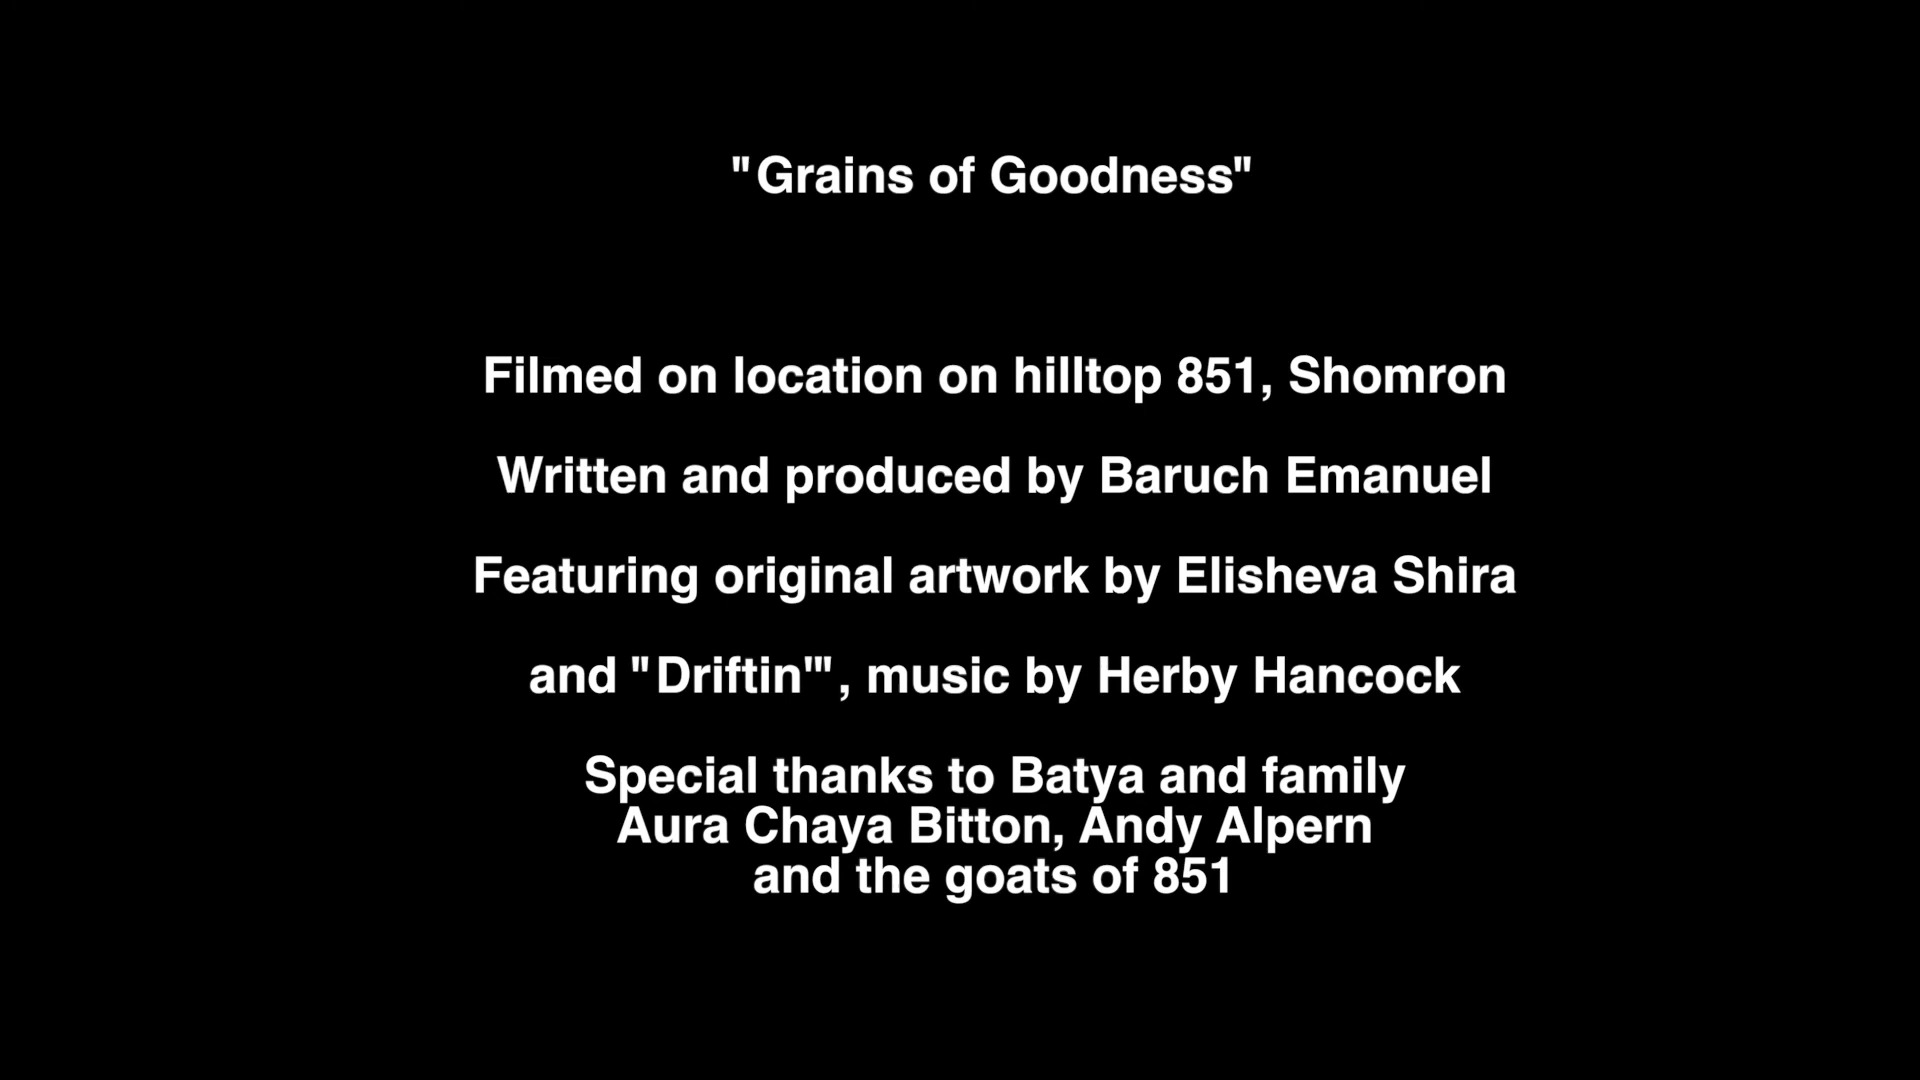 "Grains of Goodness"
Filmed on location on hilltop 851, Shomron
Written and produced by Baruch Emanuel
Featuring original artwork by Elisheva Shira
and "Driftin'", music by Herby Hancock
Special thanks to Batya and family
Aura Chaya Bitton, Andy Alpern
and the goats of 851